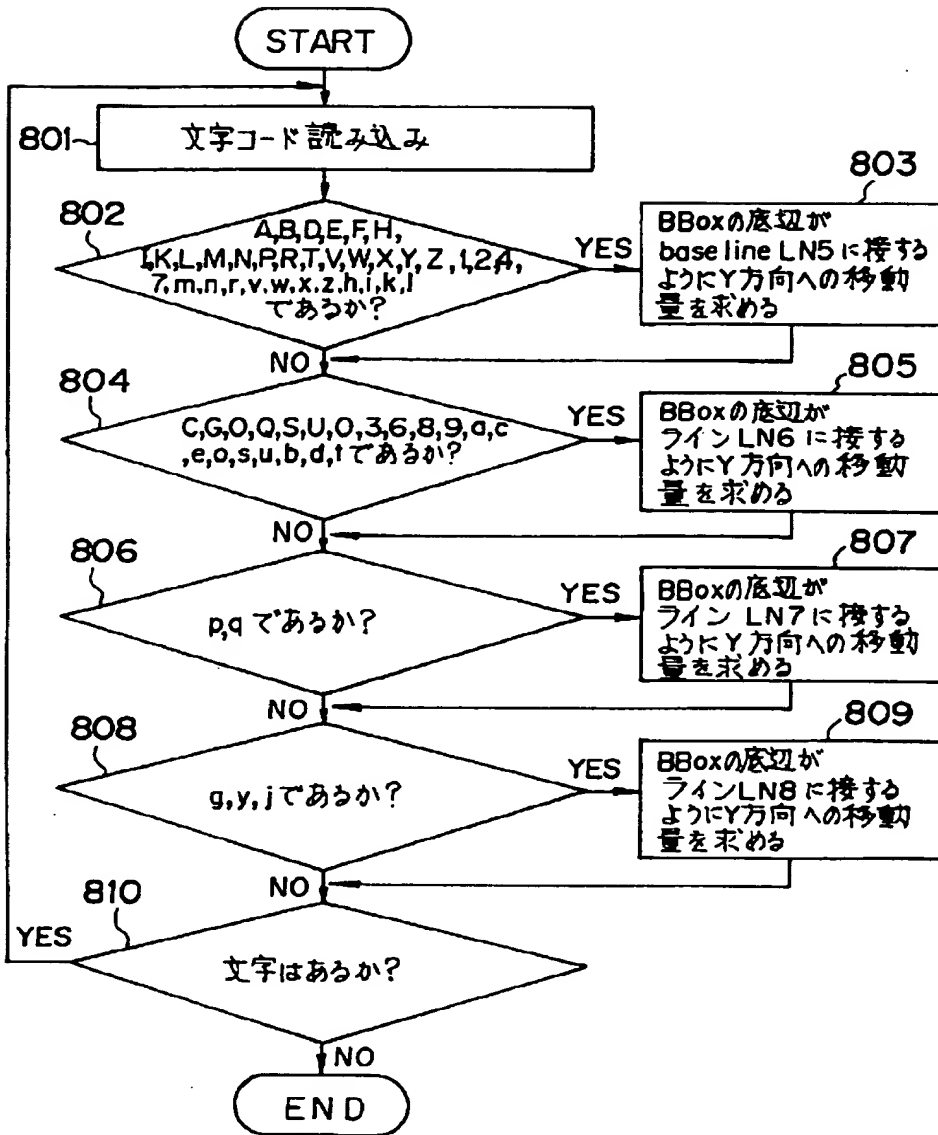 START
801
文字コード読み込み
802
A,B,D,E,F,H,
I,K,L,M,N,P,R,T,V,W,X,Y,Z,1,2,4,
7,m,n,r,v,w,x,z,h,i,k,l
であるか?
YES
803
BBoxの底辺が
baseline LN5に接する
ようにY方向への移動
量を求める
NO
804
C,G,O,Q,S,U,0,3,6,8,9,a,c
,e,o,s,u,b,d,tであるか?
YES
805
BBoxの底辺が
ラインLN6に接する
ようにY方向への移動
量を求める
NO
806
p,qであるか?
YES
807
BBoxの底辺が
ライン LN7に接する
ようにY方向への移動
量を求める
NO
808
g,y,jであるか?
YES
809
BBoxの底辺が
ラインLN8に接する
ようにY方向への移動
量を求める
NO
810
YES
文字はあるか?
NO
END